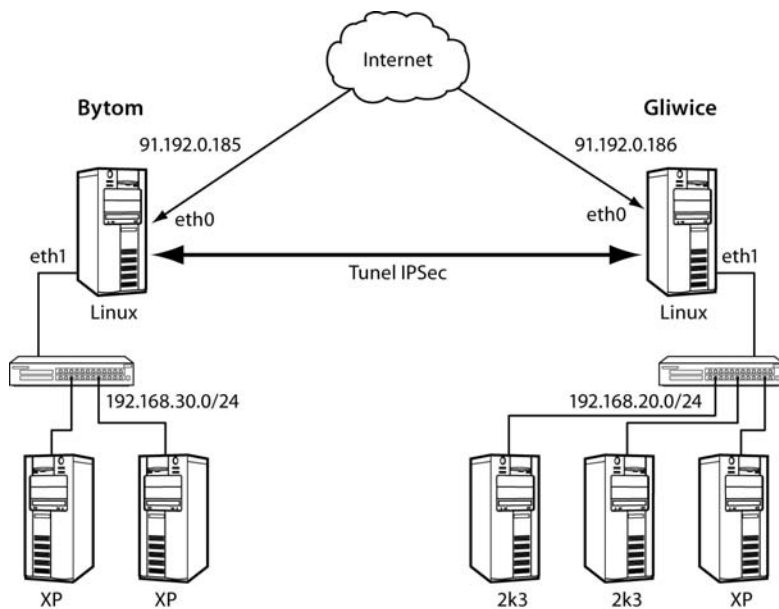 Internet
Bytom
Gliwice
91.192.0.185
91.192.0.186
eth0
eth0
eth1
eth1
Tunel IPSec
Linux
Linux
192.168.30.0/24
192.168.20.0/24
XP
XP
2k3
2k3
XP